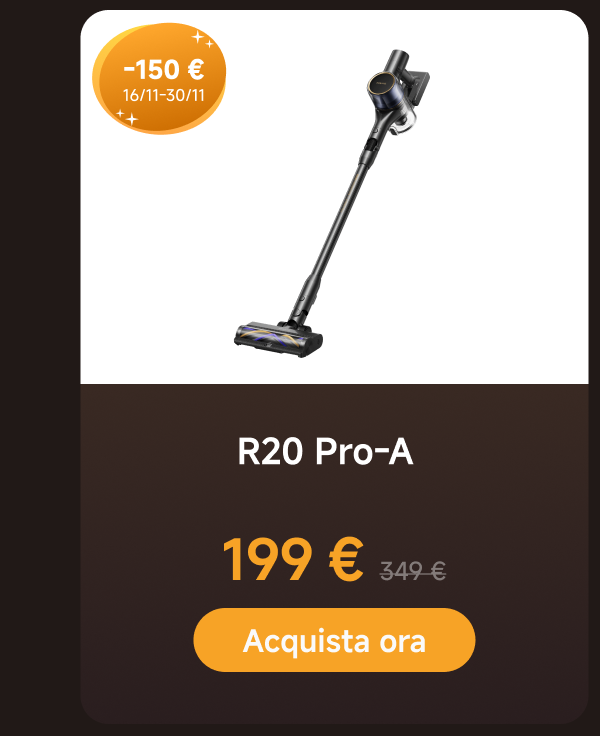 -150 €
16/11-30/11
R20 Pro-A
199 € 349 €
Acquista ora